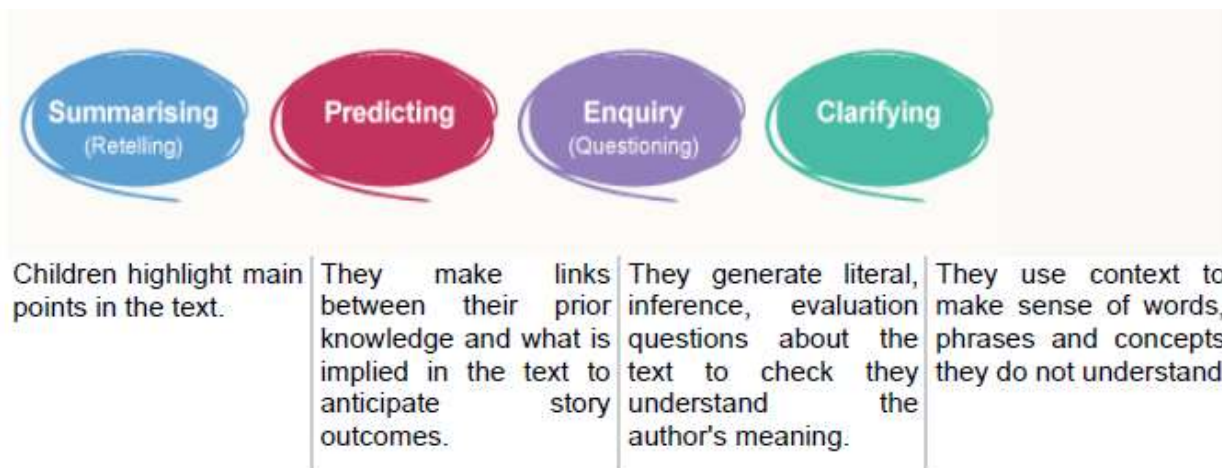 Summarising
(Retelling)
Predicting
Enquiry
(Questioning)
Clarifying
Children highlight main
points in the text.
They make links
between their prior
knowledge and what is
implied in the text to
anticipate story
outcomes.
They generate literal,
inference, evaluation
questions about the
text to check they
understand the
author's meaning.
They use context to
make sense of words,
phrases and concepts
they do not understand